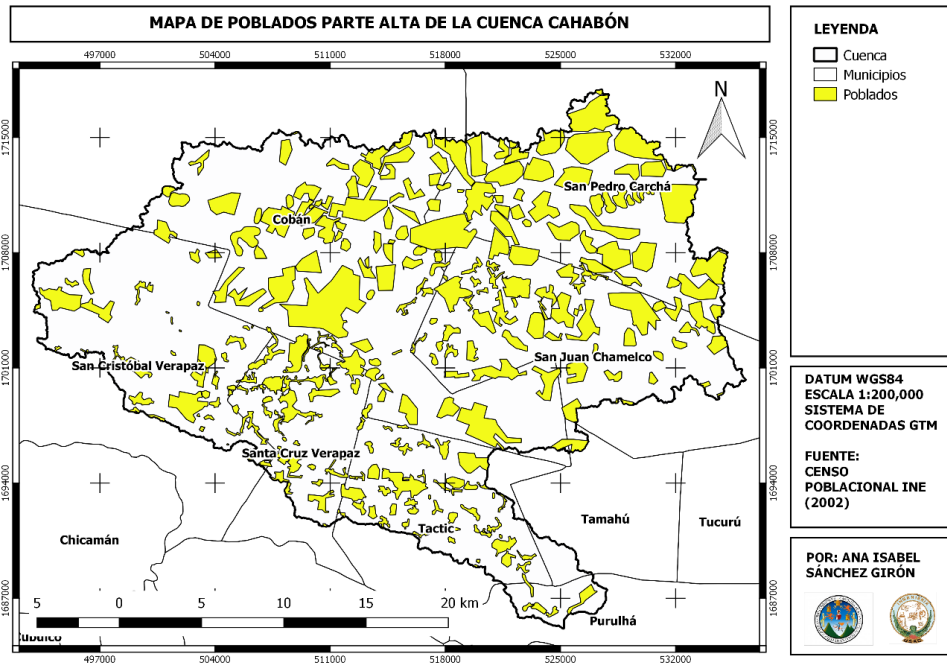 MAPA DE POBLADOS PARTE ALTA DE LA CUENCA CAHABÓN
497000 504000 511000 518000 525000 532000
1715000 1715000
1708000 1708000
1701000 1701000
1694000 1694000
1687000 1687000
N
San Pedro Carchá
Cobán
San Cristóbal Verapaz
San Juan Chamelco
Santa Cruz Verapaz
Tactic
Tamahú
Tucurú
Chicamán
Purulhá
5 0 5 10 15 20 km
497000 504000 511000 518000 525000 532000
LEYENDA
Cuenca
Municipios
Poblados
DATUM WGS84
ESCALA 1:200,000
SISTEMA DE
COORDENADAS GTM
FUENTE:
CENSO
POBLACIONAL INE
(2002)
POR: ANA ISABEL
SÁNCHEZ GIRÓN